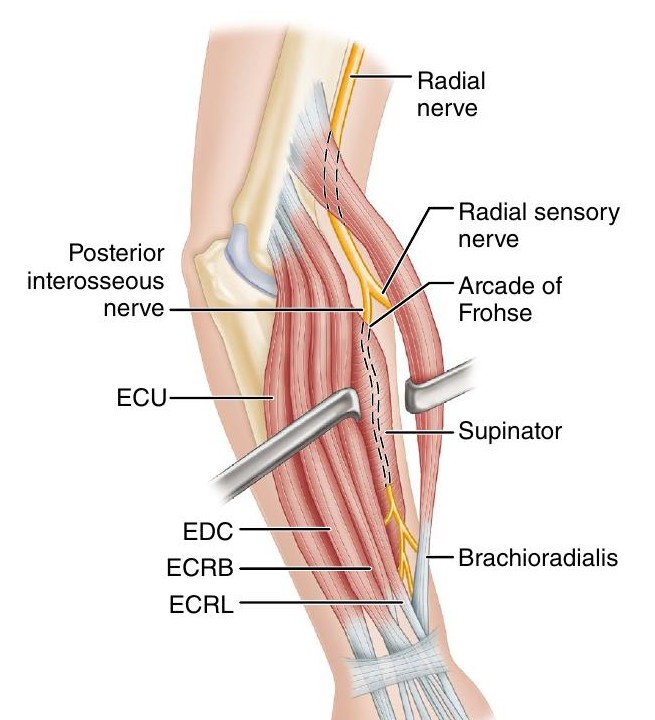 Radial
nerve
Radial sensory
nerve
Posterior
interosseous
nerve
Arcade of
Frohse
ECU
Supinator
EDC
ECRB
Brachioradialis
ECRL